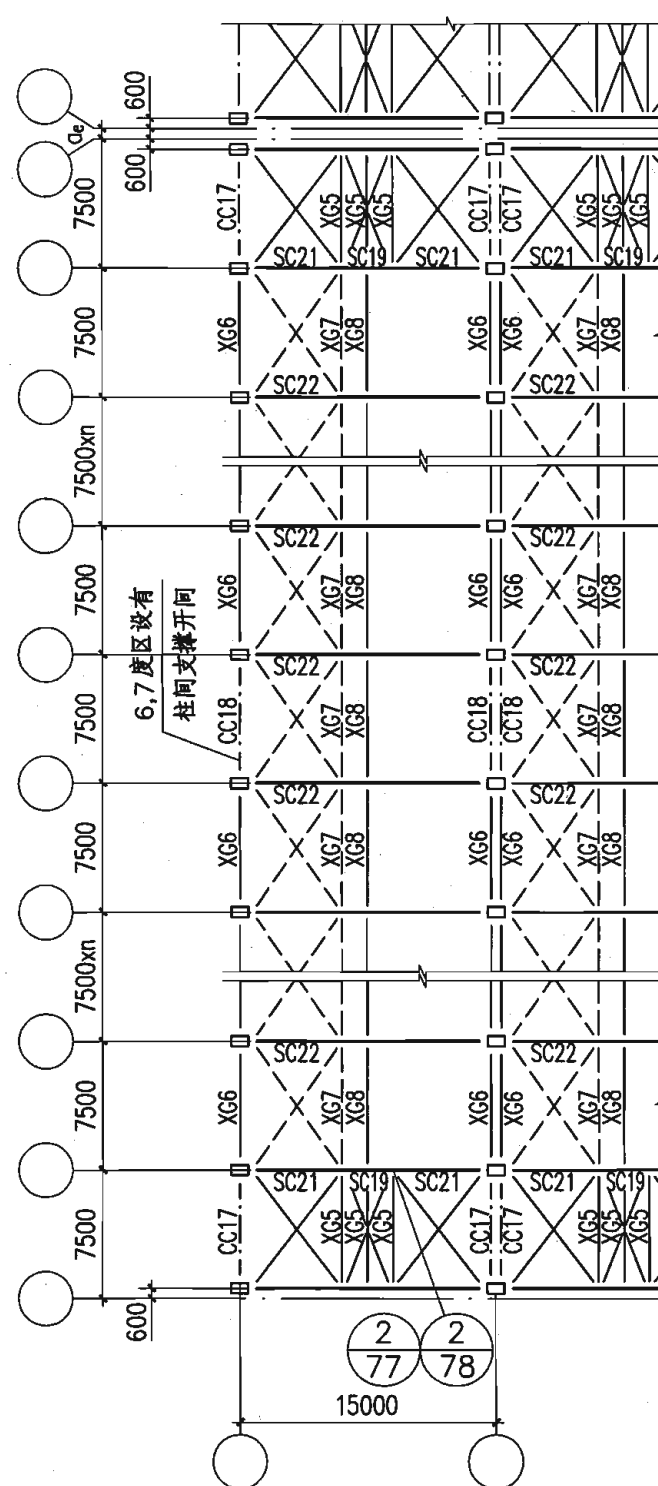 600
ae
600
7500
CC17
XG5
XG5
XG5
CC17
CC17
XG5
XG5
XG5
SC21
SC19
SC21
SC21
SC19
7500
XG6
XG7
XG8
XG6
XG6
XG7
XG8
SC22
SC22
7500xn
SC22
SC22
7500
XG6
XG7
XG8
XG6
XG6
XG7
XG8
6,7度区设有
柱间支撑开间
SC22
SC22
7500
CC18
XG7
XG8
CC18
CC18
XG7
XG8
SC22
SC22
7500
XG6
XG7
XG8
XG6
XG6
XG7
XG8
7500xn
SC22
SC22
7500
XG6
XG7
XG8
XG6
XG6
XG7
XG8
SC21
SC19
SC21
SC21
SC19
7500
CC17
XG5
XG5
XG5
CC17
CC17
XG5
XG5
XG5
600
2
77
2
78
15000